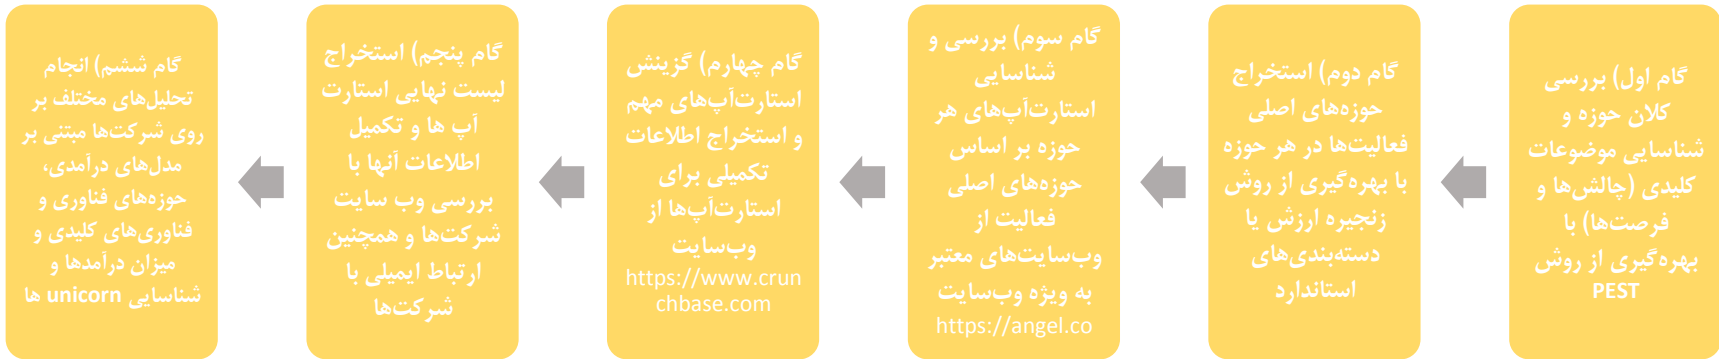 گام اول) بررسی
کلان حوزه و
شناسایی موضوعات
کلیدی (چالش‌ها و
فرصت‌ها) با
بهره‌گیری از روش
PEST
گام دوم) استخراج
حوزه‌های اصلی
فعالیت‌ها در هر حوزه
با بهره‌گیری از روش
زنجیره ارزش یا
دسته‌بندی‌های
استاندارد
گام سوم) بررسی و
شناسایی
استارت‌آپ‌های هر
حوزه بر اساس
حوزه‌های اصلی
فعالیت از
وب‌سایت‌های معتبر
به ویژه وب‌سایت
https://angel.co
گام چهارم) گزینش
استارت‌آپ‌های مهم
و استخراج اطلاعات
تکمیلی برای
استارت‌آپ‌ها از
وب‌سایت
https://www.crun
chbase.com
گام پنجم) استخراج
لیست نهایی استارت
آپ ها و تکمیل
اطلاعات آنها با
بررسی وب سایت
شرکت‌ها و همچنین
ارتباط ایمیلی با
شرکت‌ها
گام ششم) انجام
تحلیل‌های مختلف بر
روی شرکت‌ها مبتنی بر
مدل‌های درآمدی،
حوزه‌های فناوری و
فناوری‌های کلیدی و
میزان درآمدها و
شناسایی unicorn ها